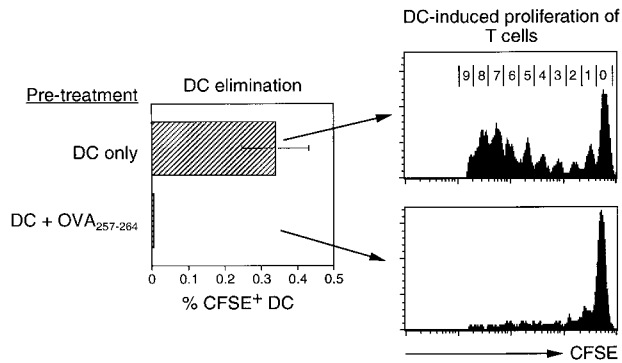 DC-induced proliferation of
T cells
Pre-treatment
DC elimination
9 8 7 6 5 4 3 2 1 0
DC only
DC + OVA257-264
0 0.1 0.2 0.3 0.4 0.5
% CFSE+ DC
CFSE